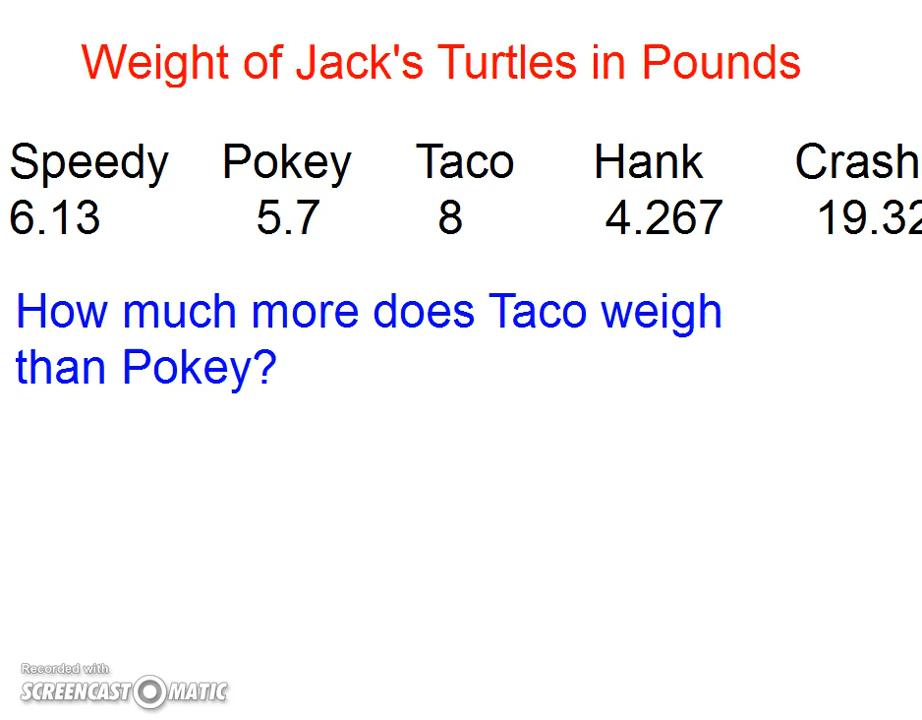 Weight of Jack's Turtles in Pounds
Speedy Pokey Taco Hank Crash
6.13 5.7 8 4.267 19.32
How much more does Taco weigh
than Pokey?
Recorded with
SCREENCAST MATIC